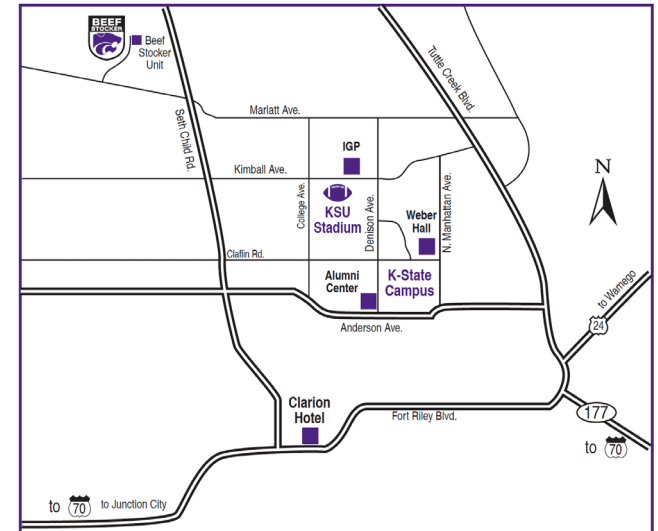 BEEF
STOCKER
Beef
Stocker
Unit
Tuttle Creek Blvd.
Marlatt Ave.
Seth Child Rd.
IGP
N
Kimball Ave.
College Ave.
KSU
Stadium
Denison Ave.
Weber
Hall
N. Manhattan Ave.
Claflin Rd.
Alumni
Center
K-State
Campus
to Wamego
24
Anderson Ave.
Clarion
Hotel
Fort Riley Blvd.
177
to 70
to 70 to Junction City